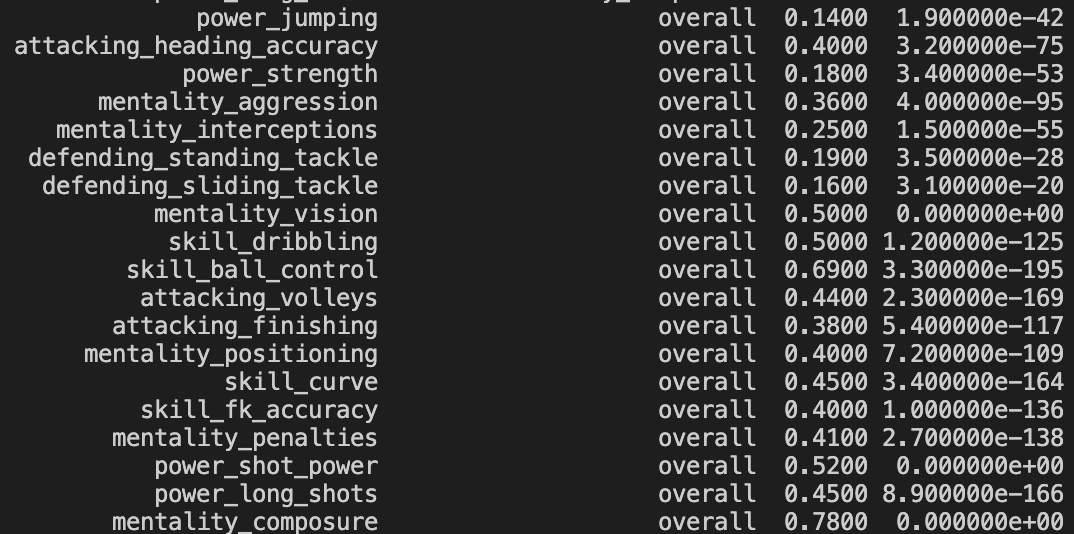 power_jumping overall 0.1400 1.900000e-42
attacking_heading_accuracy overall 0.4000 3.200000e-75
power_strength overall 0.1800 3.400000e-53
mentality_aggression overall 0.3600 4.000000e-95
mentality_interceptions overall 0.2500 1.500000e-55
defending_standing_tackle overall 0.1900 3.500000e-28
defending_sliding_tackle overall 0.1600 3.100000e-20
mentality_vision overall 0.5000 0.000000e+00
skill_dribbling overall 0.5000 1.200000e-125
skill_ball_control overall 0.6900 3.300000e-195
attacking_volleys overall 0.4400 2.300000e-169
attacking_finishing overall 0.3800 5.400000e-117
mentality_positioning overall 0.4000 7.200000e-109
skill_curve overall 0.4500 3.400000e-164
skill_fk_accuracy overall 0.4000 1.000000e-136
mentality_penalties overall 0.4100 2.700000e-138
power_shot_power overall 0.5200 0.000000e+00
power_long_shots overall 0.4500 8.900000e-166
mentality_composure overall 0.7800 0.000000e+00